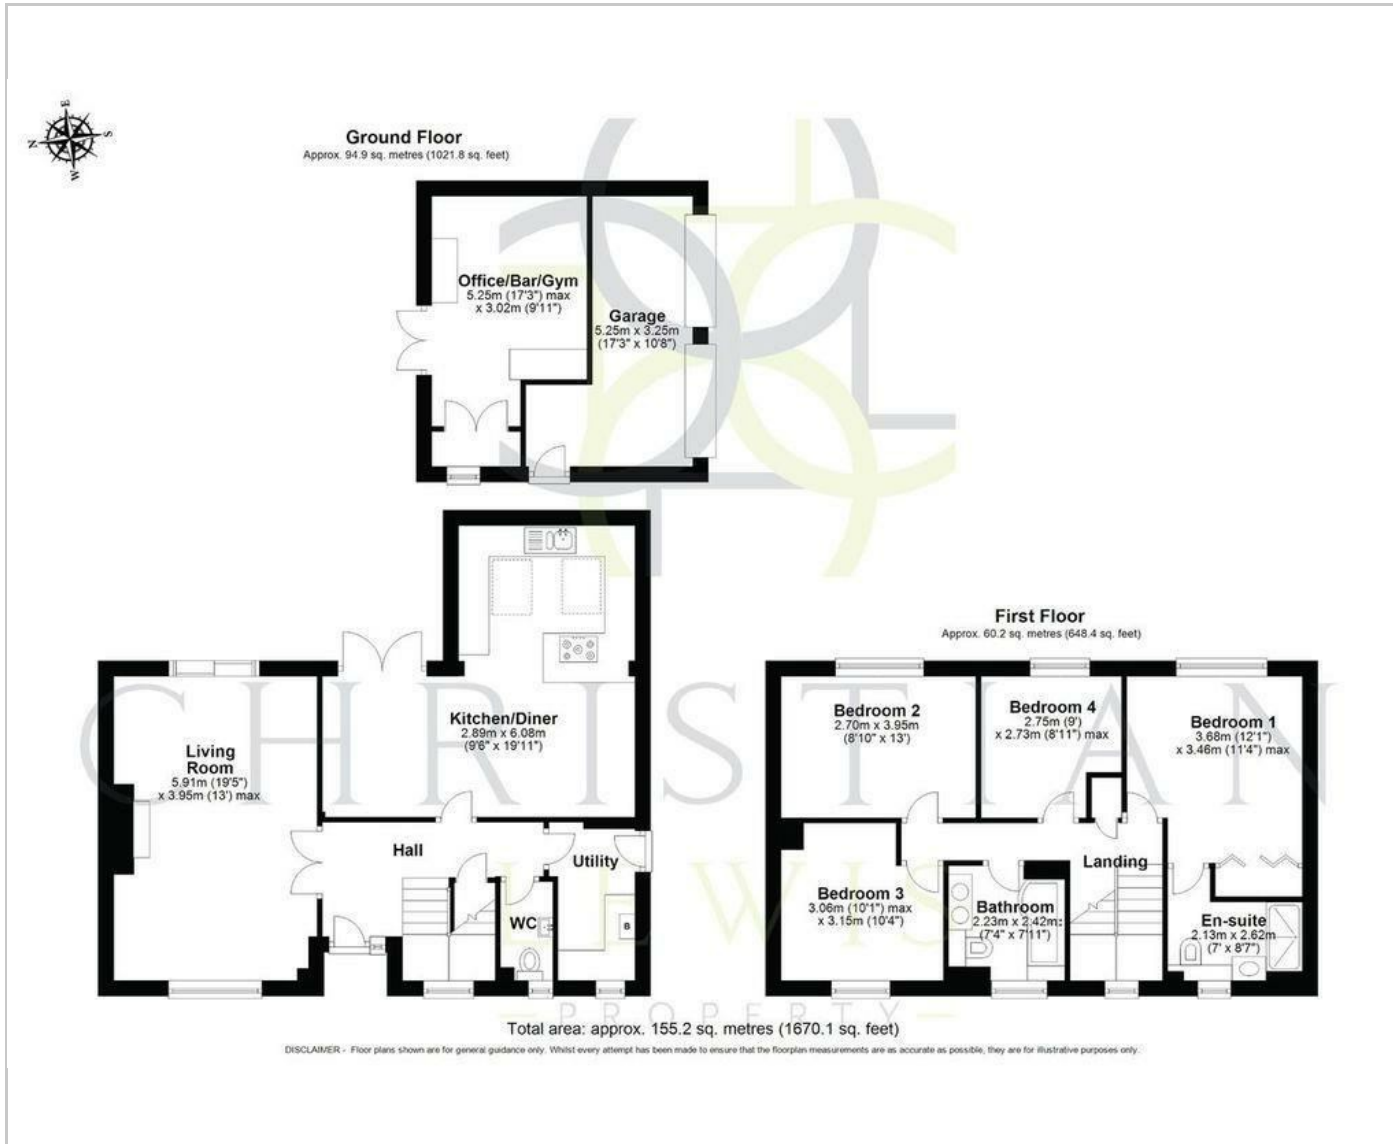 E
N
S
W
Ground Floor
Approx. 94.9 sq. metres (1021.8 sq. feet)
Office/Bar/Gym
5.25m (17'3") max
x 3.02m (9'11")
Garage
5.25m x 3.25m
(17'3" x 10'8")
Kitchen/Diner
2.89m x 6.08m
(9'6" x 19'11")
Living
Room
5.91m (19'5")
x 3.95m (13') max
Hall
Utility
WC
B
First Floor
Approx. 60.2 sq. metres (648.4 sq. feet)
Bedroom 2
2.70m x 3.95m
(8'10" x 13')
Bedroom 4
2.75m (9')
x 2.73m (8'11") max
Bedroom 1
3.68m (12'1")
x 3.46m (11'4") max
Landing
Bedroom 3
3.06m (10'1") max
x 3.15m (10'4")
Bathroom
2.23m x 2.42m
(7'4" x 7'11")
En-suite
2.13m x 2.62m
(7' x 8'7")
CHRISTIAN
LEWIS
PROPERTY
Total area: approx. 155.2 sq. metres (1670.1 sq. feet)
DISCLAIMER - Floor plans shown are for general guidance only. Whilst every attempt has been made to ensure that the floorplan measurements are as accurate as possible, they are for illustrative purposes only.